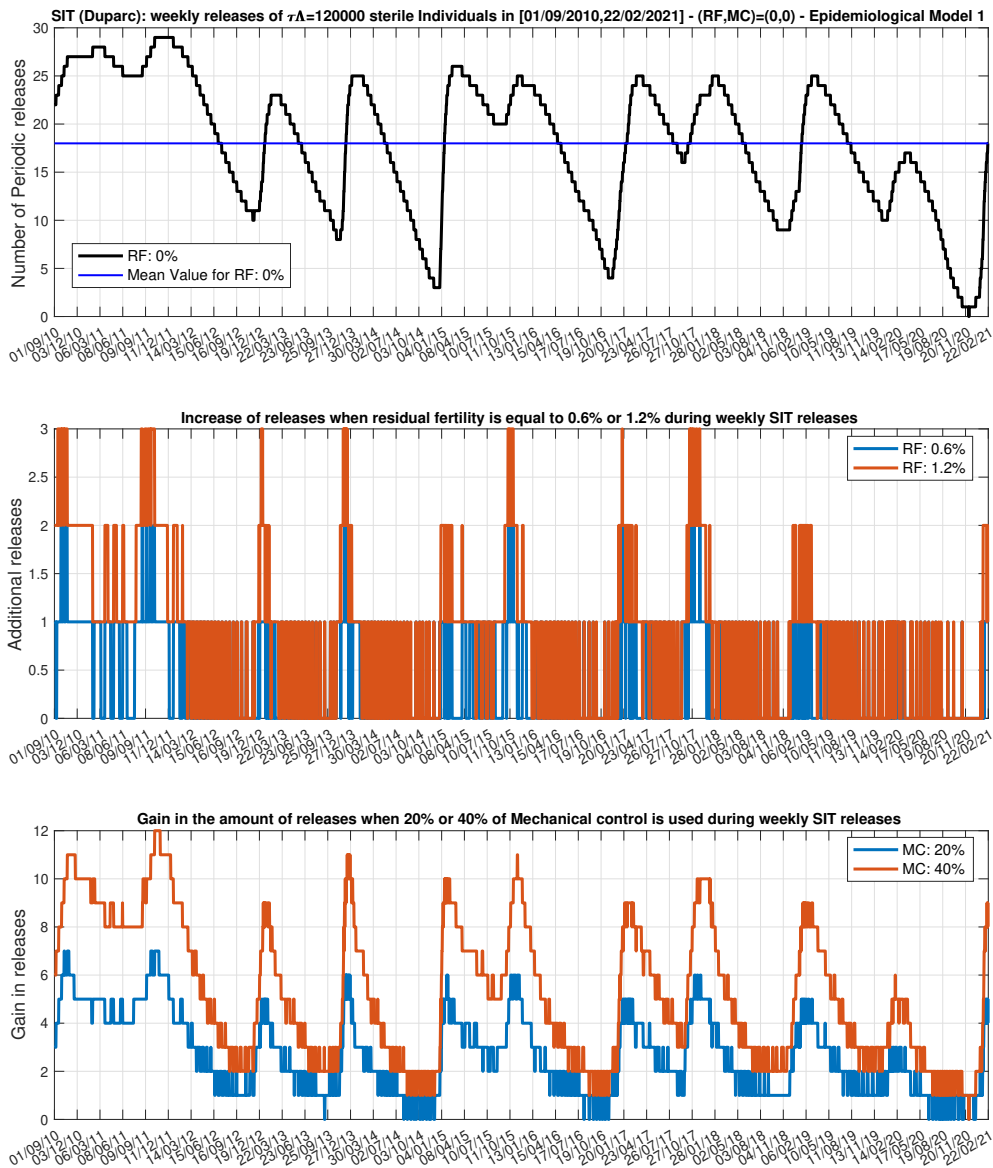 SIT (Duparc): weekly releases of τΛ=120000 sterile Individuals in [01/09/2010,22/02/2021] - (RF,MC)=(0,0) - Epidemiological Model 1
Number of Periodic releases
30
25
20
15
10
5
0
RF: 0%
Mean Value for RF: 0%
01/09/10 03/12/10 06/03/11 08/06/11 09/09/11 11/12/11 14/03/12 15/06/12 16/09/12 19/12/12 22/03/13 23/06/13 25/09/13 27/12/13 30/03/14 02/07/14 03/10/14 04/01/15 08/04/15 10/07/15 11/10/15 13/01/16 15/04/16 17/07/16 19/10/16 20/01/17 23/04/17 26/07/17 27/10/17 28/01/18 02/05/18 03/08/18 04/11/18 06/02/19 10/05/19 11/08/19 13/11/19 14/02/20 17/05/20 19/08/20 20/11/20 22/02/21
Increase of releases when residual fertility is equal to 0.6% or 1.2% during weekly SIT releases
Additional releases
3
2.5
2
1.5
1
0.5
0
RF: 0.6%
RF: 1.2%
01/09/10 03/12/10 06/03/11 08/06/11 09/09/11 11/12/11 14/03/12 15/06/12 16/09/12 19/12/12 22/03/13 23/06/13 25/09/13 27/12/13 30/03/14 02/07/14 03/10/14 04/01/15 08/04/15 10/07/15 11/10/15 13/01/16 15/04/16 17/07/16 19/10/16 20/01/17 23/04/17 26/07/17 27/10/17 28/01/18 02/05/18 03/08/18 04/11/18 06/02/19 10/05/19 11/08/19 13/11/19 14/02/20 17/05/20 19/08/20 20/11/20 22/02/21
Gain in the amount of releases when 20% or 40% of Mechanical control is used during weekly SIT releases
Gain in releases
12
10
8
6
4
2
0
MC: 20%
MC: 40%
01/09/10 03/12/10 06/03/11 08/06/11 09/09/11 11/12/11 14/03/12 15/06/12 16/09/12 19/12/12 22/03/13 23/06/13 25/09/13 27/12/13 30/03/14 02/07/14 03/10/14 04/01/15 08/04/15 10/07/15 11/10/15 13/01/16 15/04/16 17/07/16 19/10/16 20/01/17 23/04/17 26/07/17 27/10/17 28/01/18 02/05/18 03/08/18 04/11/18 06/02/19 10/05/19 11/08/19 13/11/19 14/02/20 17/05/20 19/08/20 20/11/20 22/02/21